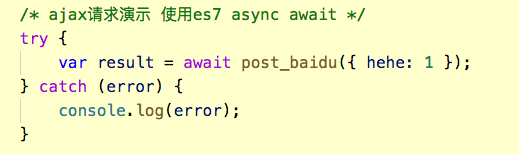 /* ajax请求演示 使用es7 async await */
try {
var result = await post_baidu({ hehe: 1 });
} catch (error) {
console.log(error);
}